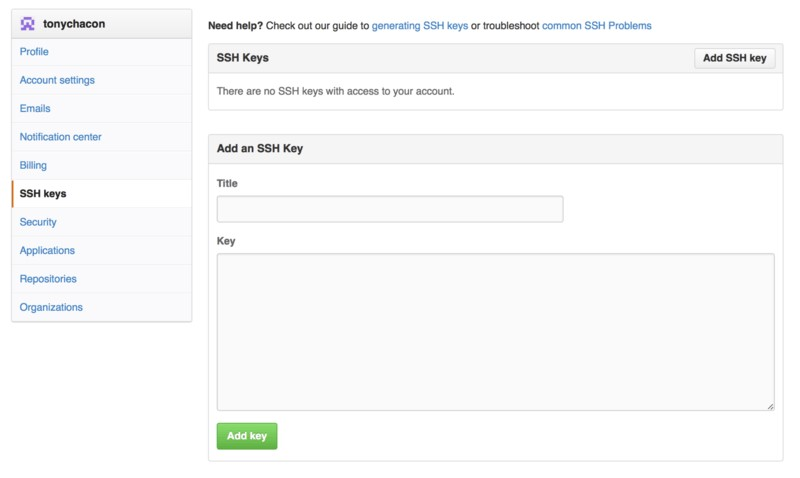 tonychacon
Profile
Account settings
Emails
Notification center
Billing
SSH keys
Security
Applications
Repositories
Organizations
Need help? Check out our guide to generating SSH keys or troubleshoot common SSH Problems
SSH Keys
Add SSH key
There are no SSH keys with access to your account.
Add an SSH Key
Title
Key
Add key